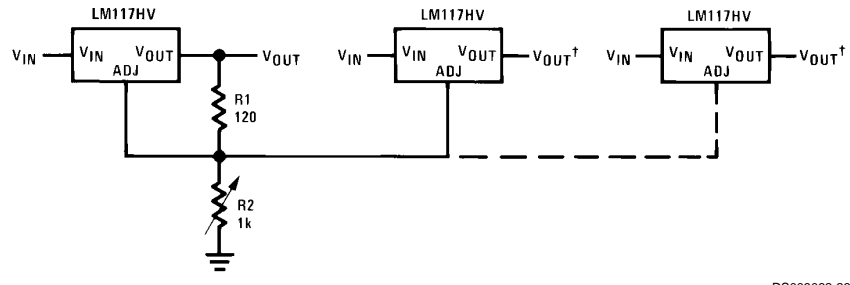 LM117HV
LM117HV
LM117HV
VIN
VIN
VOUT
ADJ
VOUT
VIN
VIN
VOUT
ADJ
VOUT†
VIN
VIN
VOUT
ADJ
VOUT†
R1
120
R2
1k